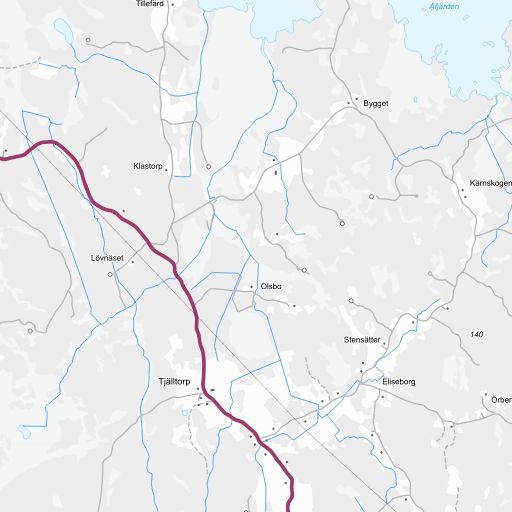 Tillefärd
Åfjärden
Bygget
Klastorp
Kärnskogen
Lövnäset
Olsbo
140
Stensätter
Tjälltorp
Eliseborg
Örber